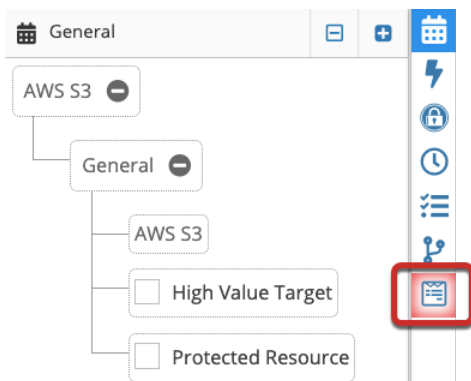 General
AWS S3
General
AWS S3
High Value Target
Protected Resource